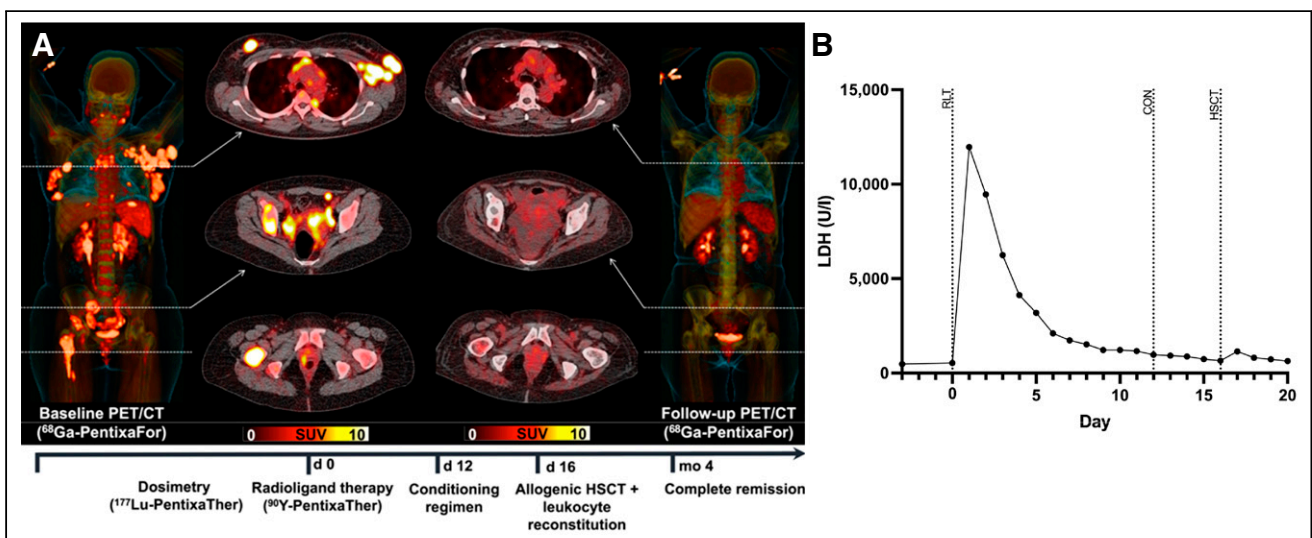 A
Baseline PET/CT
(⁶⁸Ga-PentixaFor)
0 SUV 10
0 SUV 10
Follow-up PET/CT
(⁶⁸Ga-PentixaFor)
d 0
d 12
d 16
mo 4
Dosimetry
(¹⁷⁷Lu-PentixaTher)
Radioligand therapy
(⁹⁰Y-PentixaTher)
Conditioning
regimen
Allogenic HSCT +
leukocyte
reconstitution
Complete remission
B
15,000
10,000
5,000
0
LDH (U/l)
RLT
CON
HSCT
0 5 10 15 20
Day